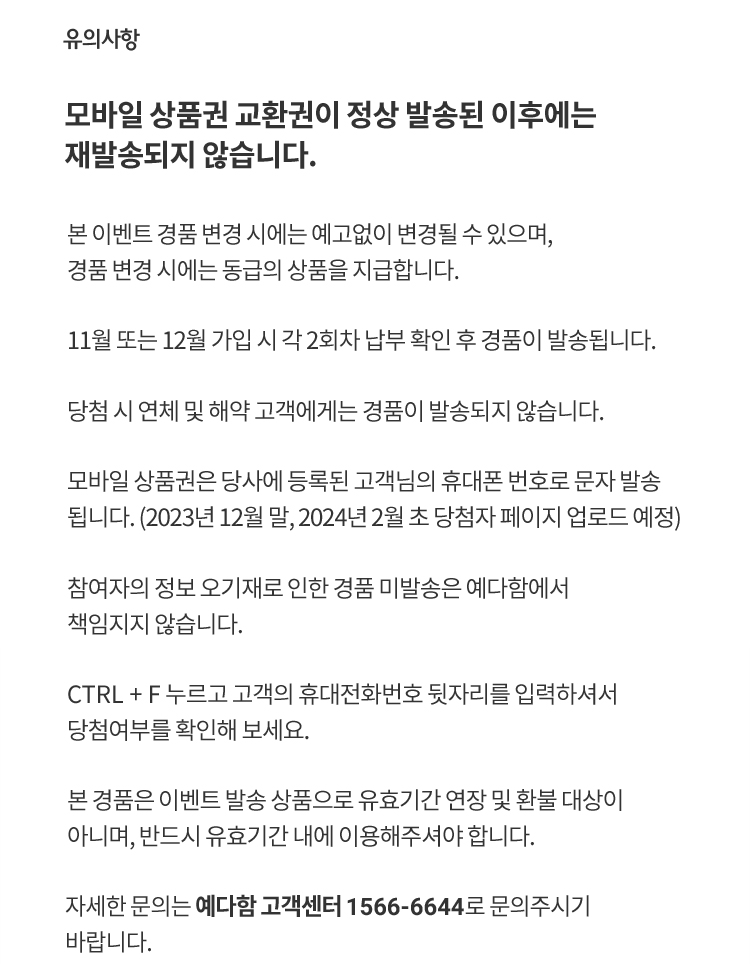 유의사항
모바일 상품권 교환권이 정상 발송된 이후에는
재발송되지 않습니다.
본 이벤트 경품 변경 시에는 예고없이 변경될 수 있으며,
경품 변경 시에는 동급의 상품을 지급합니다.
11월 또는 12월 가입 시 각 2회차 납부 확인 후 경품이 발송됩니다.
당첨 시 연체 및 해약 고객에게는 경품이 발송되지 않습니다.
모바일 상품권은 당사에 등록된 고객님의 휴대폰 번호로 문자 발송
됩니다. (2023년 12월 말, 2024년 2월 초 당첨자 페이지 업로드 예정)
참여자의 정보 오기재로 인한 경품 미발송은 예다함에서
책임지지 않습니다.
CTRL + F 누르고 고객의 휴대전화번호 뒷자리를 입력하셔서
당첨여부를 확인해 보세요.
본 경품은 이벤트 발송 상품으로 유효기간 연장 및 환불 대상이
아니며, 반드시 유효기간 내에 이용해주셔야 합니다.
자세한 문의는 예다함 고객센터 1566-6644로 문의주시기
바랍니다.